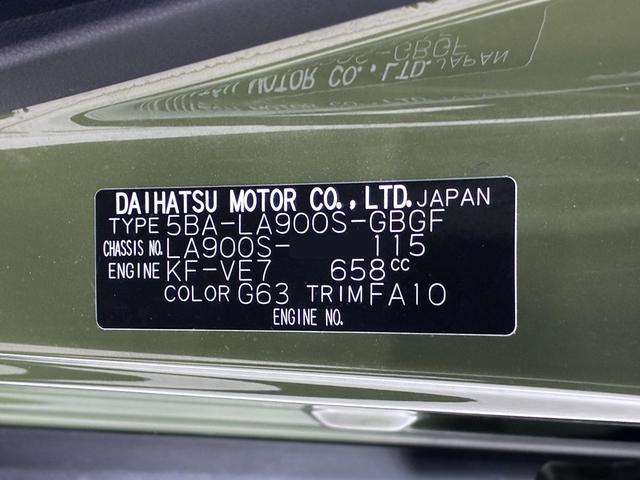 DAIHATSU MOTOR CO., LTD. JAPAN
TYPE 5BA-LA900S-GBGF
CHASSIS NO. LA900S- 115
ENGINE KF-VE7 658cc
COLOR G63 TRIM FA10
ENGINE NO.